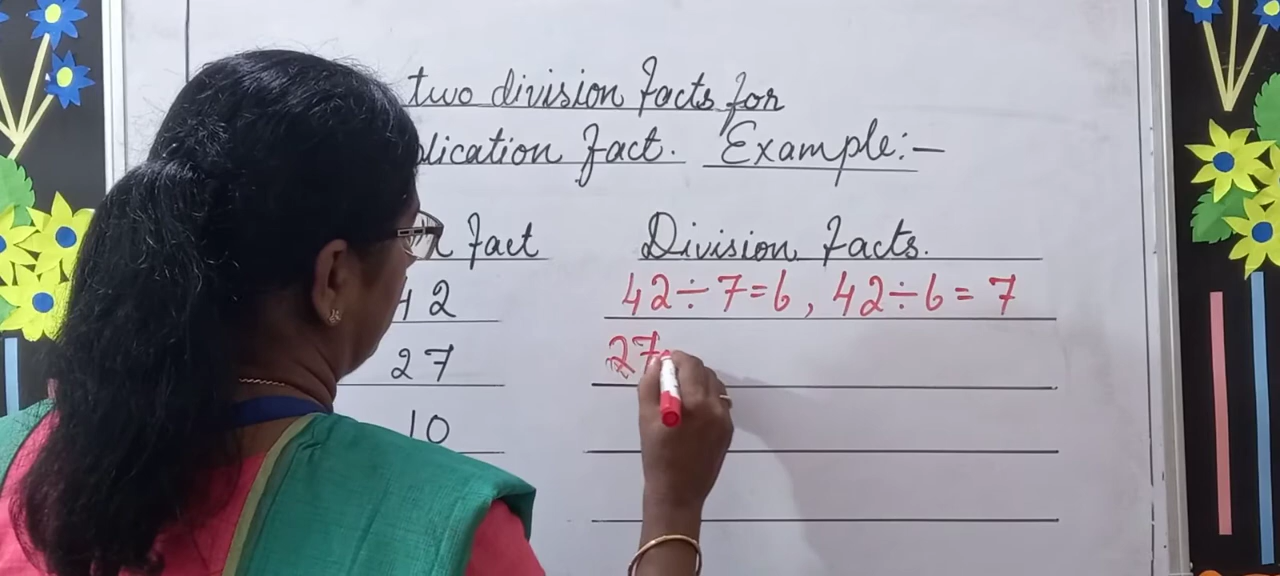 two division facts for
plication fact. Example:-
fact Division Facts.
42 42÷7=6, 42÷6=7
27 27
10